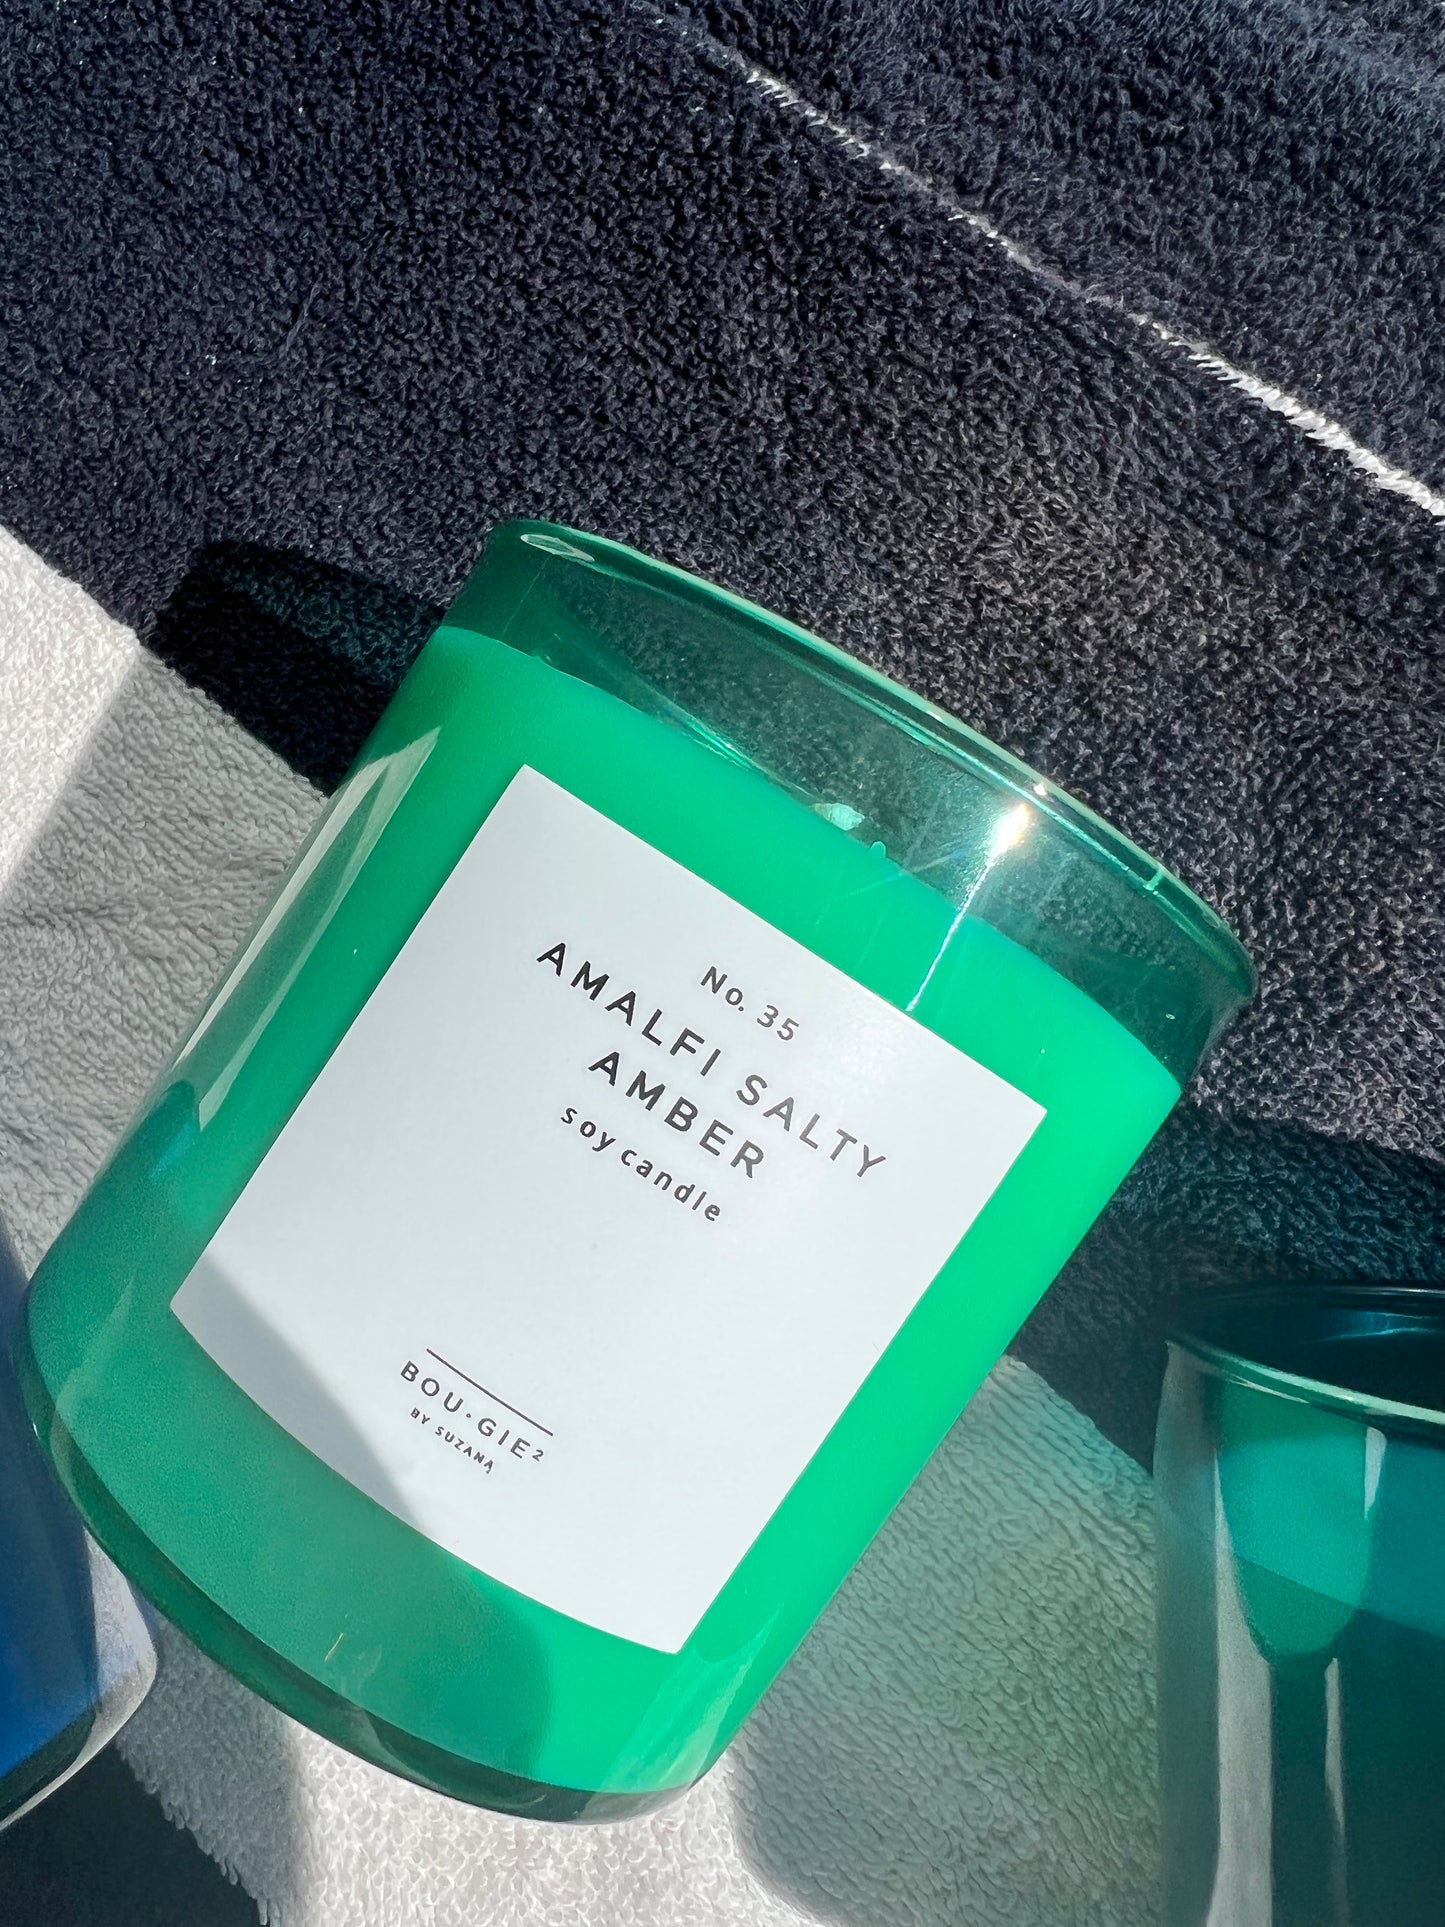 No. 35
AMALFI SALTY
AMBER
soy candle
BOU·GIE²
BY SUZANA